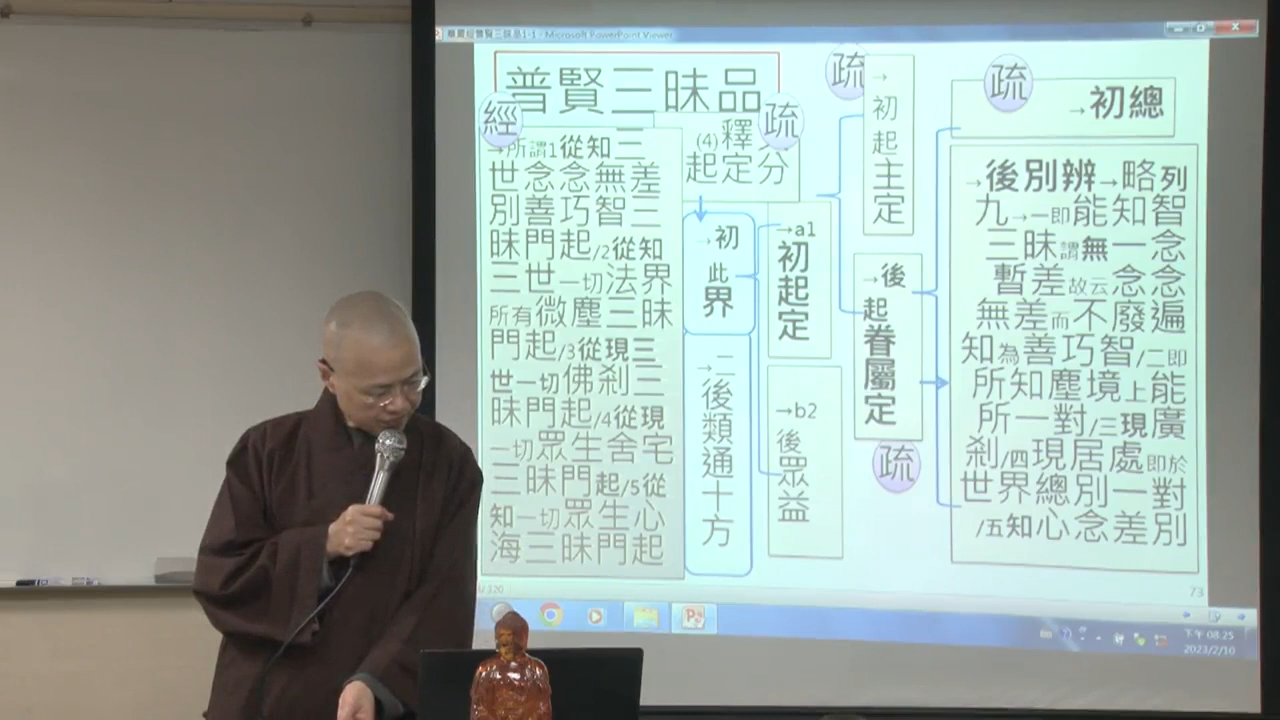 華嚴經普賢三昧品1-1 - Microsoft PowerPoint Viewer
普賢三昧品
經
→所謂1從知三
世念念無差
別善巧智三
昧門起/2從知
三世一切法界
所有微塵三昧
門起/3從現三
世一切佛剎三
昧門起/4從現
一切眾生舍宅
三昧門起/5從
知一切眾生心
海三昧門起
疏
(4)釋
起定分
→初
此
界
→二
後類通十方
→a1
初起定
→b2
後眾益
疏
→
初起主定
→後
起眷屬定
疏
疏
→初總
→後別辨→略列
九→一即能知智
三昧謂無一念
暫差故云念念
無差而不廢遍
知為善巧智/二即
所知塵境上能
所一對/三現廣
剎/四現居處即於
世界總別一對
/五知心念差別
73
下午 08:25
2023/2/10